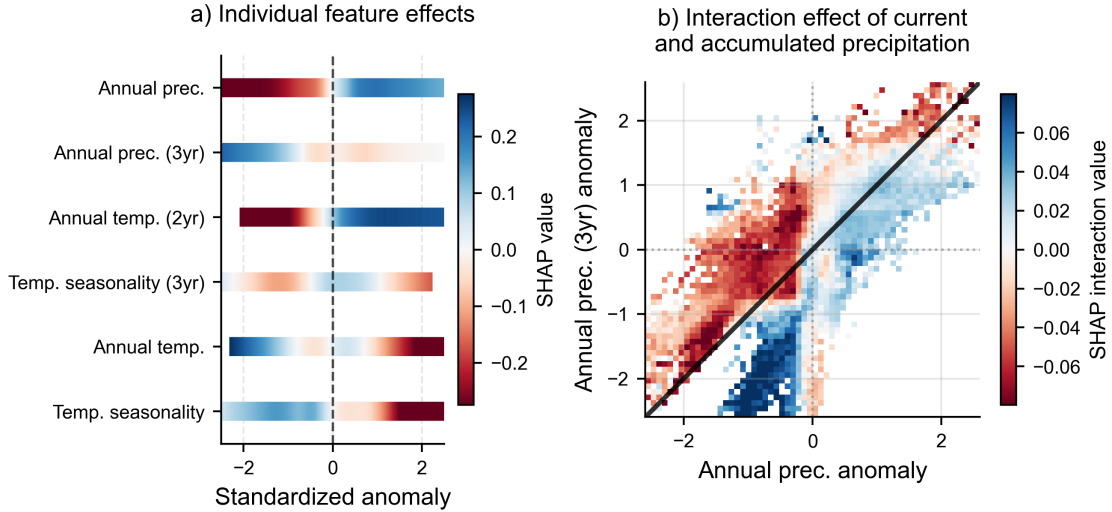 a) Individual feature effects
Annual prec.
Annual prec. (3yr)
Annual temp. (2yr)
Temp. seasonality (3yr)
Annual temp.
Temp. seasonality
−2
0
2
Standardized anomaly
0.2
0.1
0.0
−0.1
−0.2
SHAP value
b) Interaction effect of current
and accumulated precipitation
2
1
0
−1
−2
Annual prec. (3yr) anomaly
−2
0
2
Annual prec. anomaly
0.06
0.04
0.02
0.00
−0.02
−0.04
−0.06
SHAP interaction value